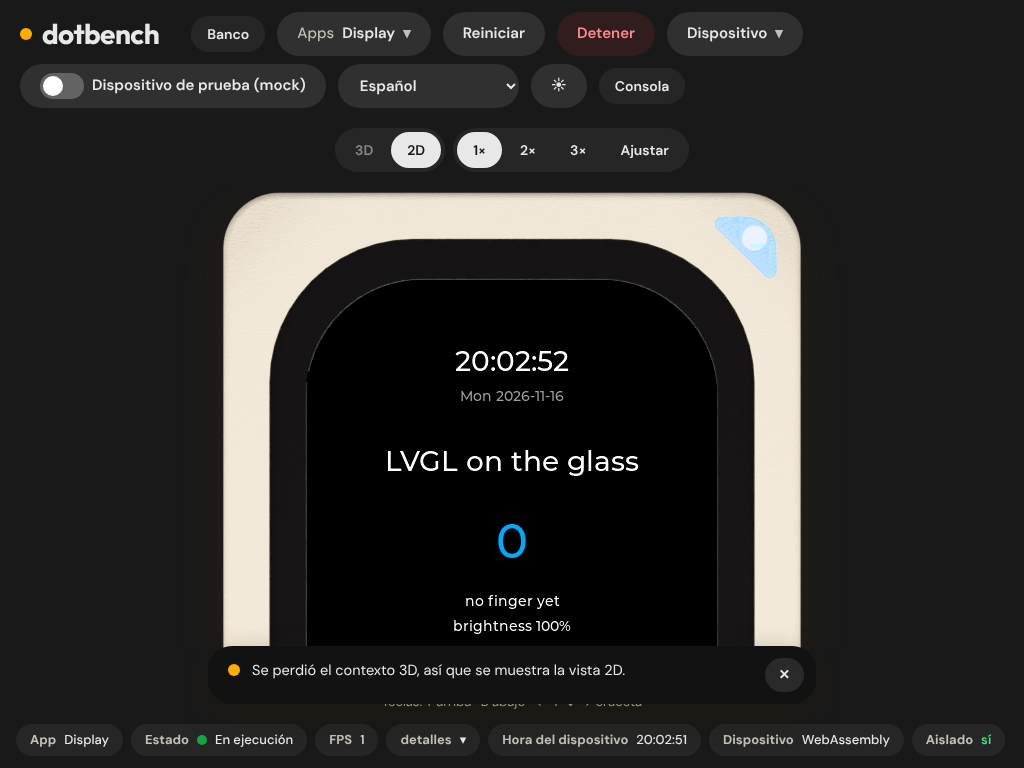 dotbench Banco Apps Display ▾ Reiniciar Detener Dispositivo ▾
Dispositivo de prueba (mock) Español ☀ Consola
3D 2D 1× 2× 3× Ajustar
20:02:52
Mon 2026-11-16
LVGL on the glass
0
no finger yet
brightness 100%
Se perdió el contexto 3D, así que se muestra la vista 2D. ×
App Display Estado En ejecución FPS 1 detalles ▾ Hora del dispositivo 20:02:51 Dispositivo WebAssembly Aislado sí